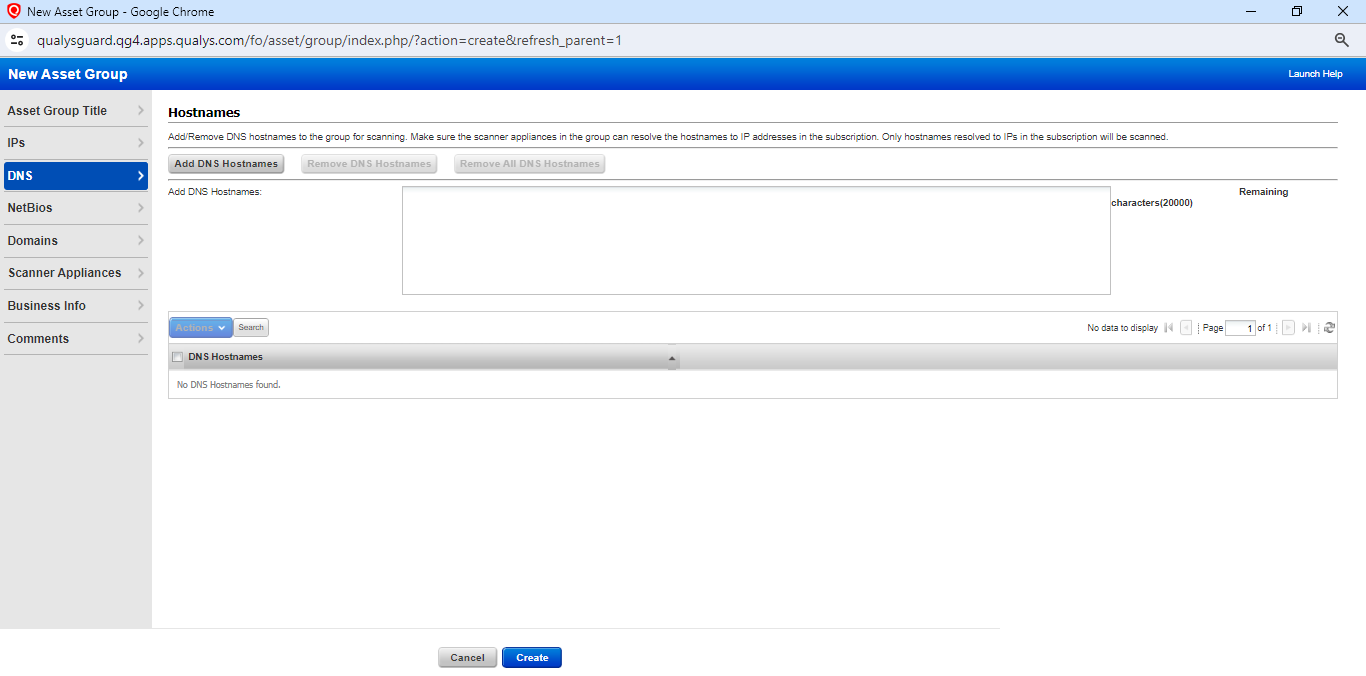 New Asset Group - Google Chrome
qualysguard.qg4.apps.qualys.com/fo/asset/group/index.php/?action=create&refresh_parent=1
New Asset Group
Launch Help
Asset Group Title
IPs
DNS
NetBios
Domains
Scanner Appliances
Business Info
Comments
Hostnames
Add/Remove DNS hostnames to the group for scanning. Make sure the scanner appliances in the group can resolve the hostnames to IP addresses in the subscription. Only hostnames resolved to IPs in the subscription will be scanned.
Add DNS Hostnames
Remove DNS Hostnames
Remove All DNS Hostnames
Add DNS Hostnames:
Remaining
characters(20000)
Actions
Search
No data to display
Page 1 of 1
DNS Hostnames
No DNS Hostnames found.
Cancel
Create